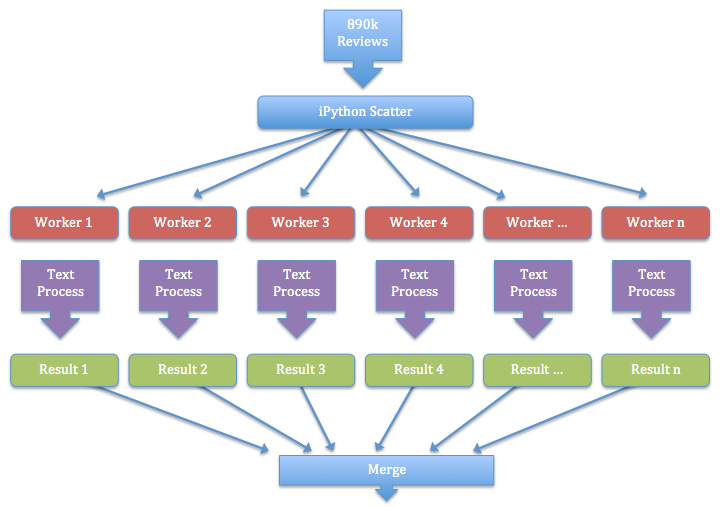 890k
Reviews
iPython Scatter
Worker 1
Worker 2
Worker 3
Worker 4
Worker ...
Worker n
Text
Process
Text
Process
Text
Process
Text
Process
Text
Process
Text
Process
Result 1
Result 2
Result 3
Result 4
Result ...
Result n
Merge